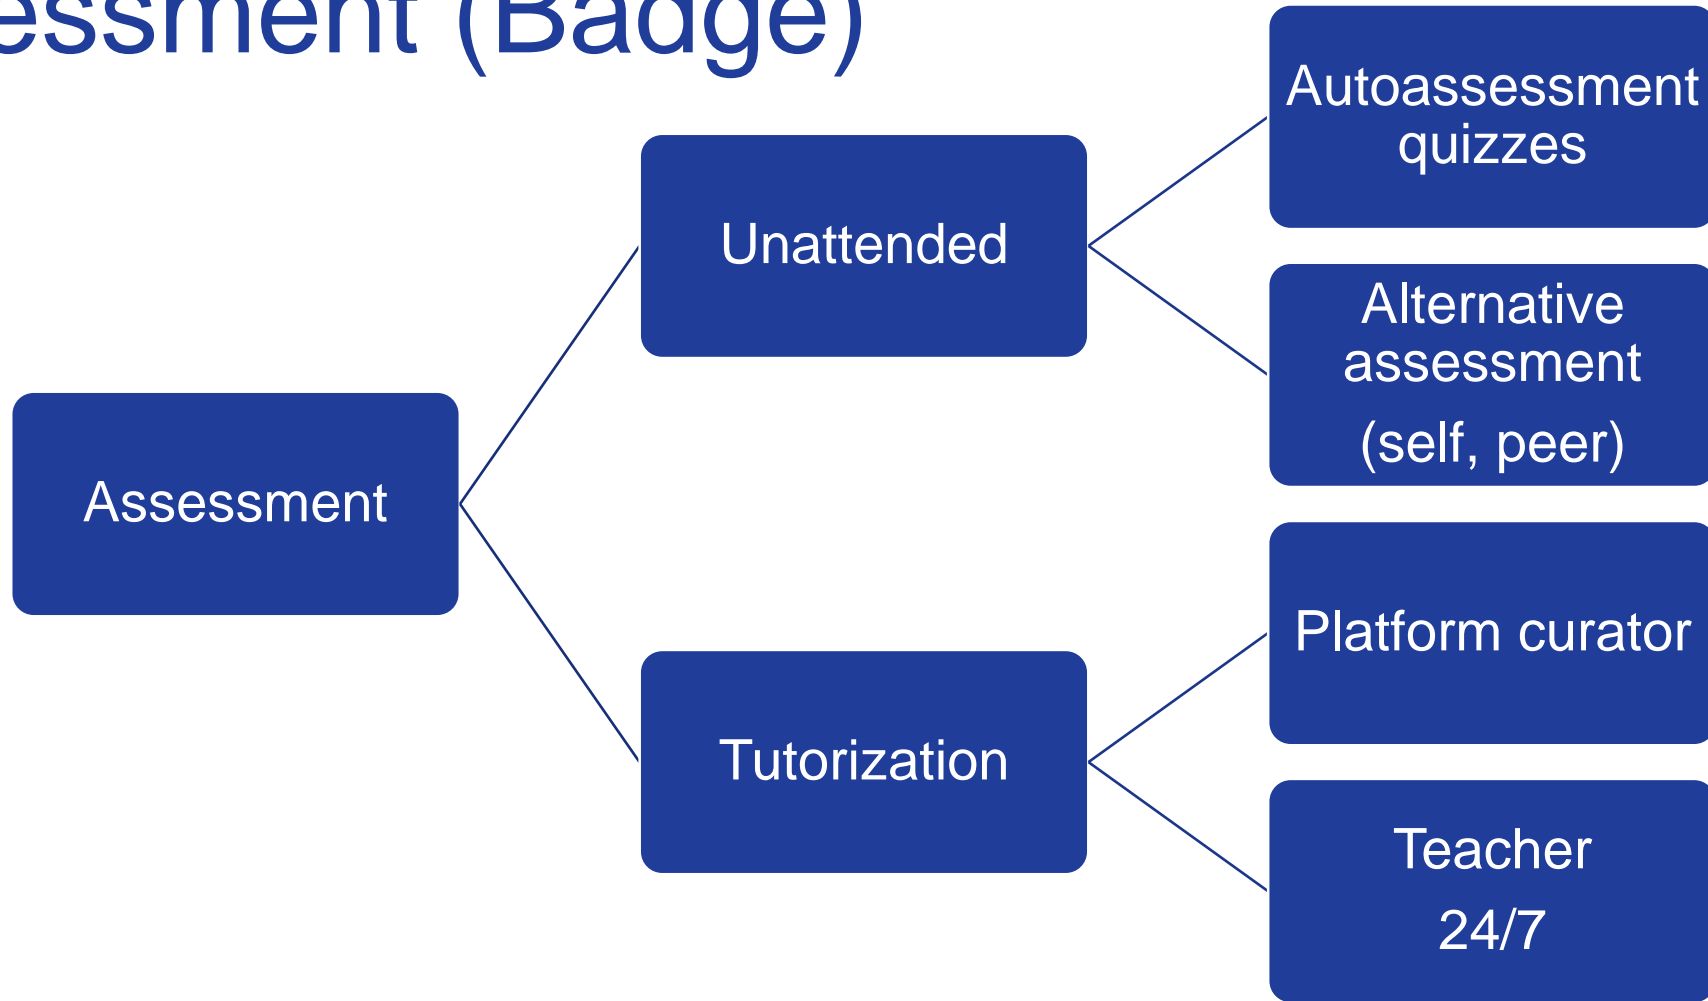 essment (Badge)
Assessment
Unattended
Tutorization
Autoassessment
quizzes
Alternative
assessment
(self, peer)
Platform curator
Teacher
24/7